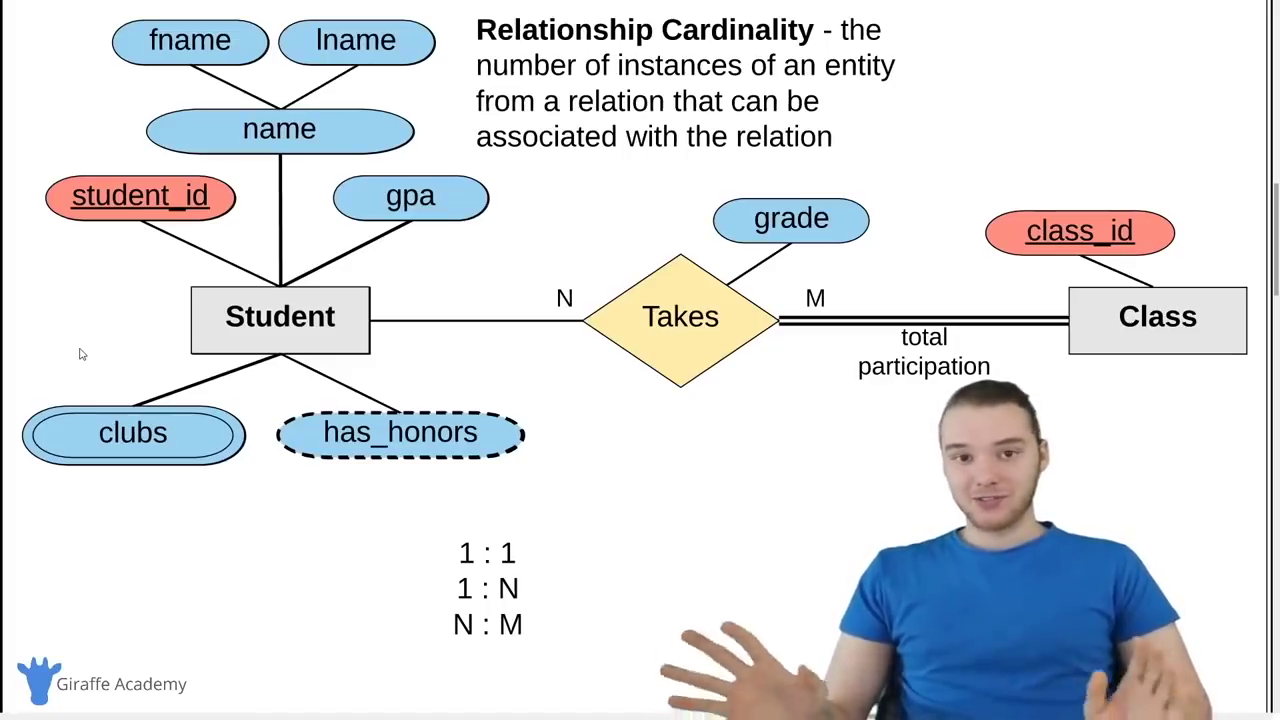 fname
lname
Relationship Cardinality - the
number of instances of an entity
from a relation that can be
associated with the relation
name
student_id
gpa
grade
class_id
Student
N
Takes
M
Class
total
participation
clubs
has_honors
1 : 1
1 : N
N : M
Giraffe Academy